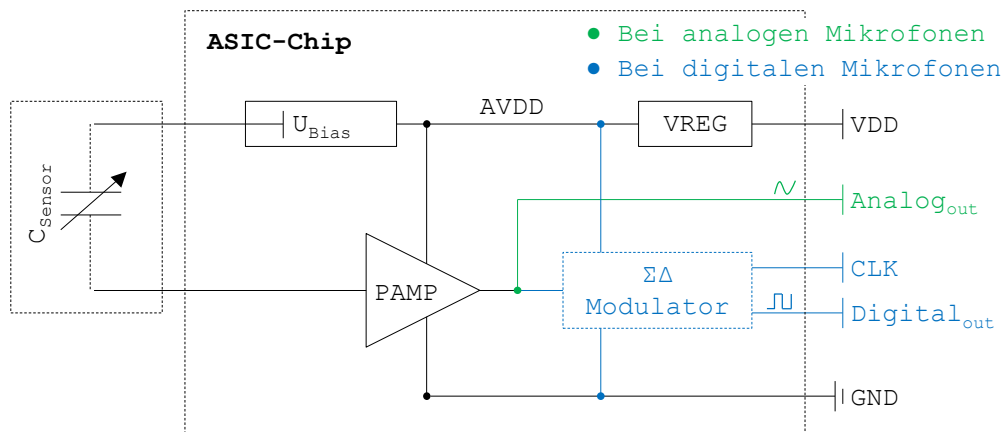 ASIC-Chip
Bei analogen Mikrofonen
Bei digitalen Mikrofonen
U_Bias
AVDD
VREG
VDD
C_Sensor
Analog_out
PAMP
ΣΔ
Modulator
CLK
Digital_out
GND